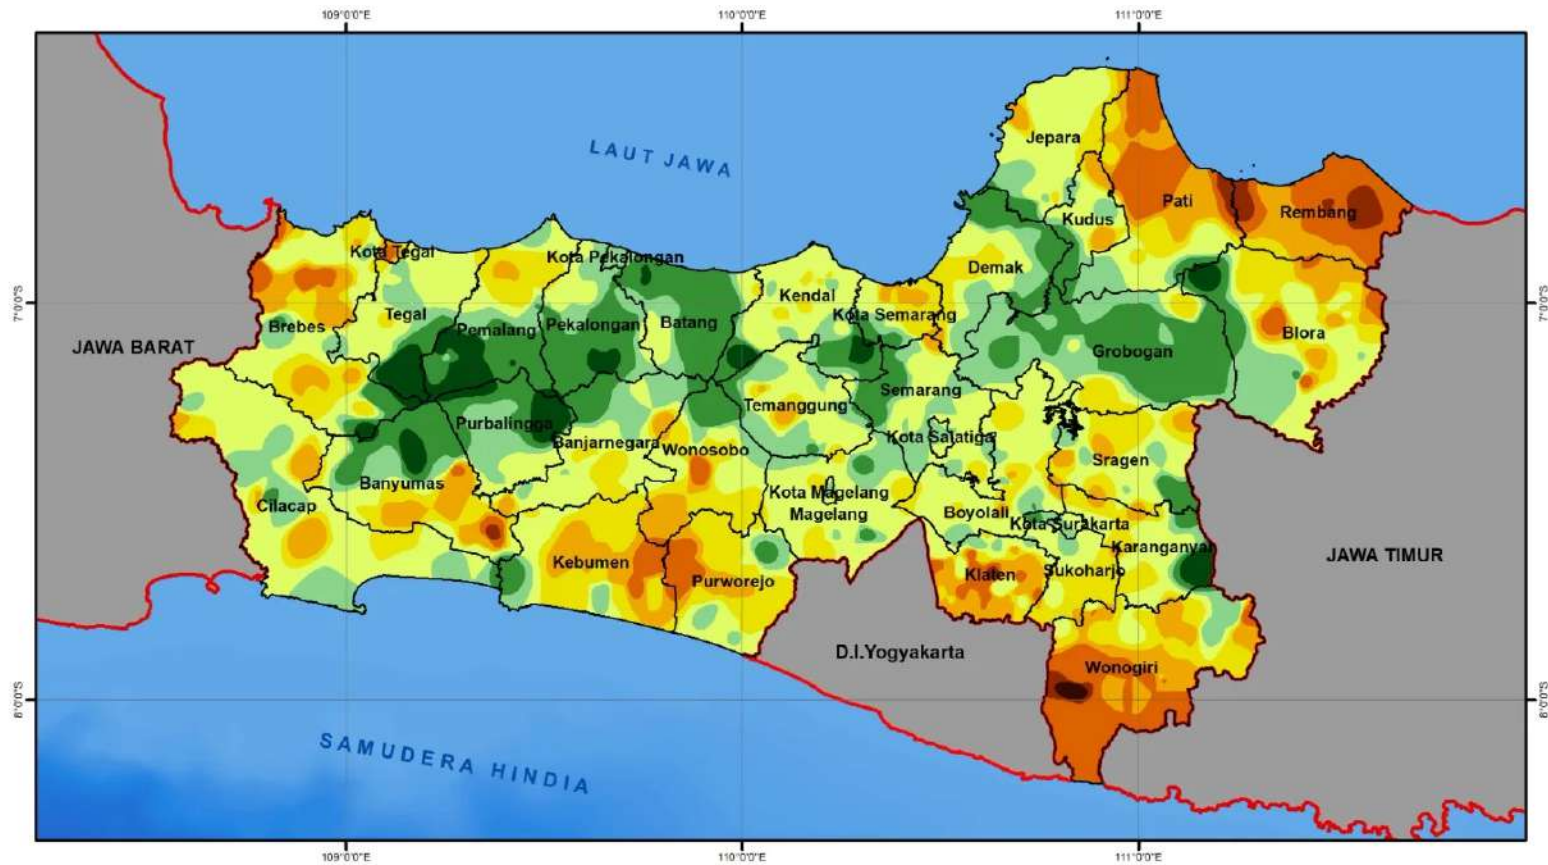 109°0'0"E 110°0'0"E 111°0'0"E
LAUT JAWA
Jepara
Pati
Rembang
Kudus
Kota Tegal
Kota Pekalongan
Demak
Kendal
7°0'0"S
7°0'0"S
Kota Semarang
Tegal
Brebes
Pemalang
Pekalongan
Batang
Blora
JAWA BARAT
Grobogan
Semarang
Temanggung
Purbalingga
Kota Salatiga
Banjarnegara
Wonosobo
Sragen
Banyumas
Kota Magelang
Cilacap
Magelang
Boyolali
Kota Surakarta
Karanganyar
JAWA TIMUR
Kebumen
Klaten
Sukoharjo
Purworejo
D.I.Yogyakarta
Wonogiri
8°0'0"S
8°0'0"S
SAMUDERA HINDIA
109°0'0"E 110°0'0"E 111°0'0"E